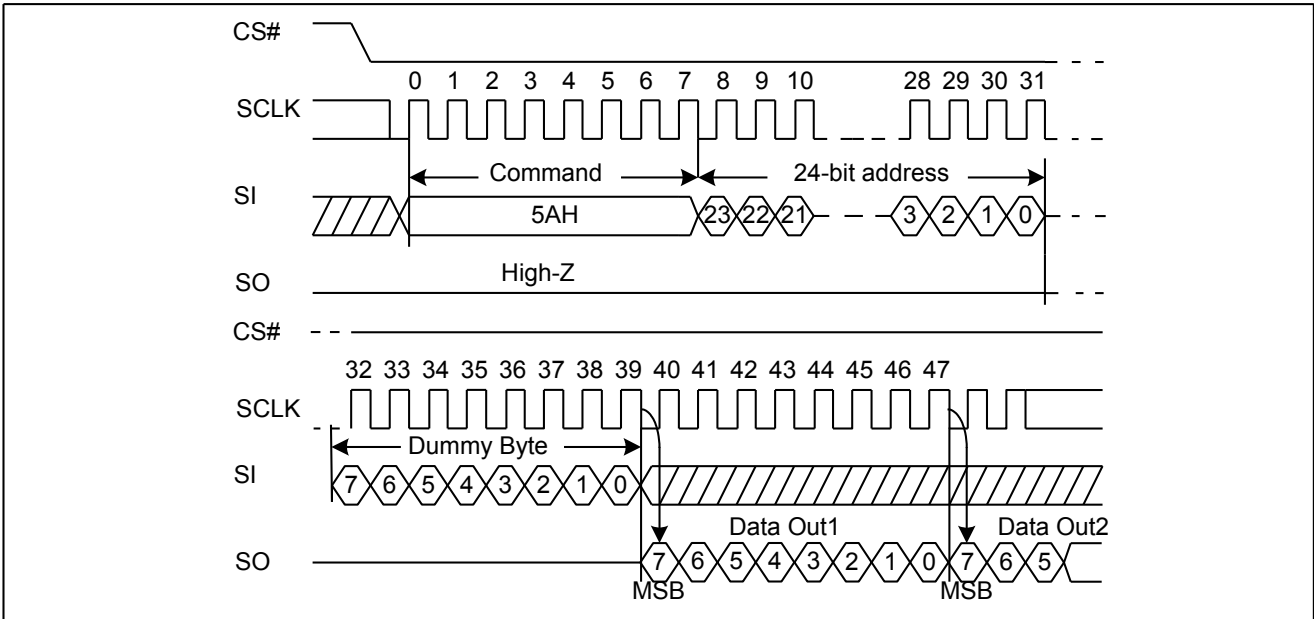 CS#
0 1 2 3 4 5 6 7 8 9 10 28 29 30 31
SCLK
Command 24-bit address
SI
5AH 23 22 21 3 2 1 0
High-Z
SO
CS#
32 33 34 35 36 37 38 39 40 41 42 43 44 45 46 47
SCLK
Dummy Byte
SI
7 6 5 4 3 2 1 0
Data Out1 Data Out2
SO
7 6 5 4 3 2 1 0 7 6 5
MSB MSB